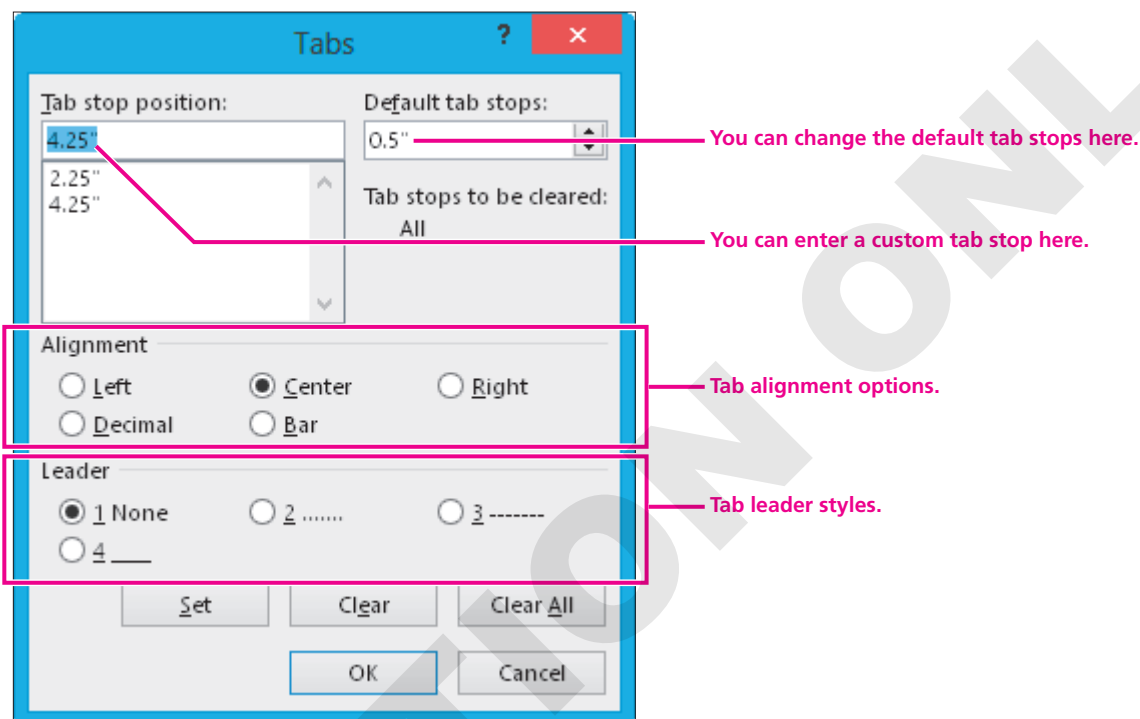 Tabs ? ×
Tab stop position: Default tab stops:
4.25" 0.5" You can change the default tab stops here.
2.25"
4.25" Tab stops to be cleared:
All You can enter a custom tab stop here.
Alignment
Left Center Right Tab alignment options.
Decimal Bar
Leader
1 None 2 ....... 3 ------- Tab leader styles.
4 ___
Set Clear Clear All
OK Cancel
TION ONL